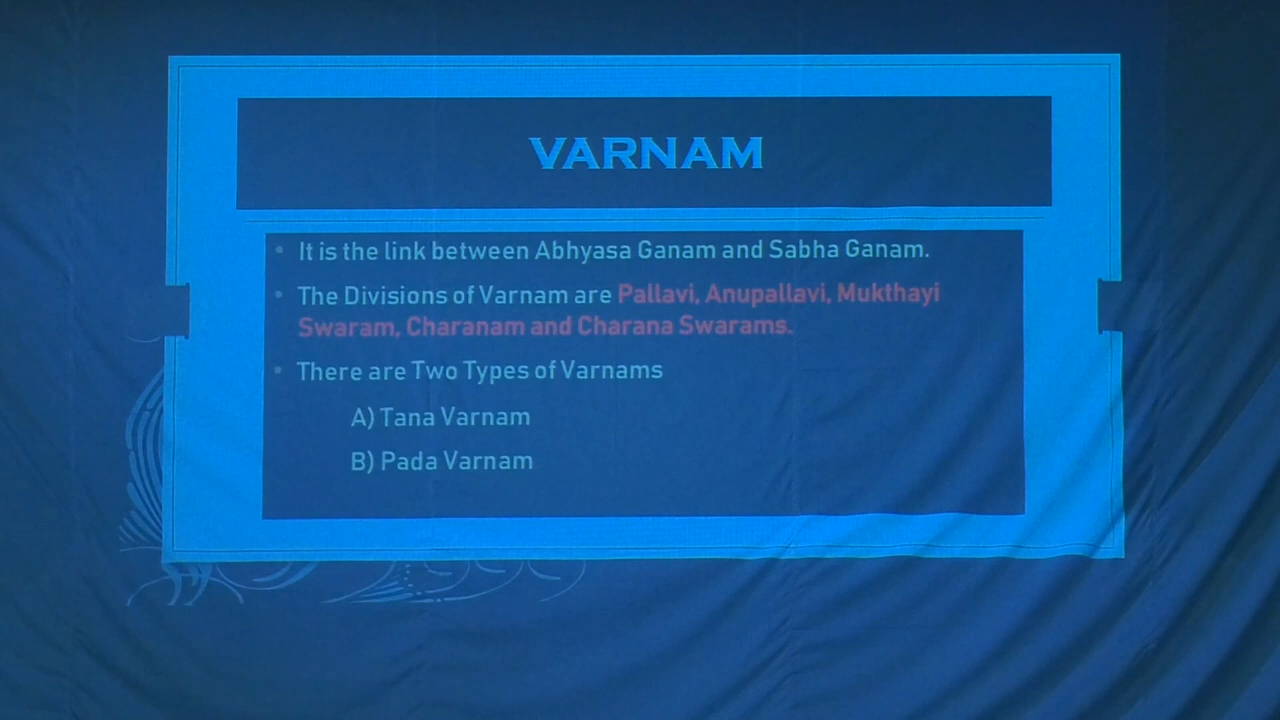 VARNAM
• It is the link between Abhyasa Ganam and Sabha Ganam.
• The Divisions of Varnam are Pallavi, Anupallavi, Mukthayi
Swaram, Charanam and Charana Swarams.
• There are Two Types of Varnams
A) Tana Varnam
B) Pada Varnam